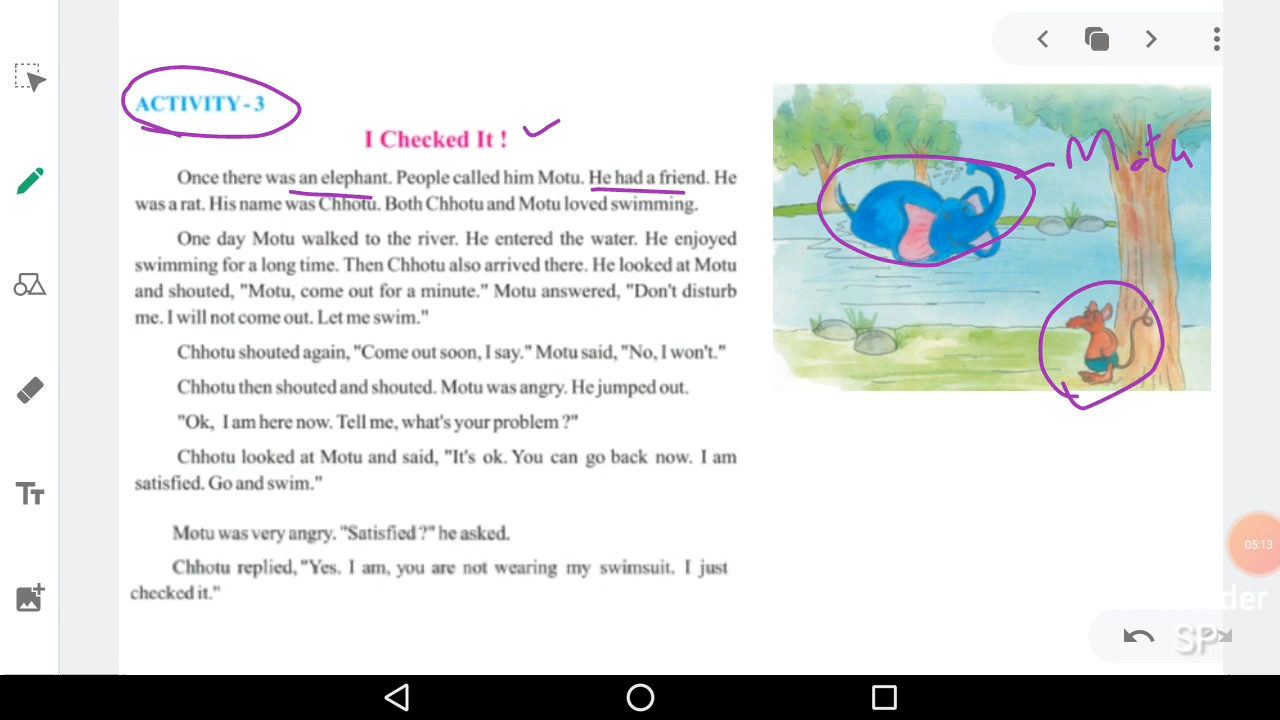 ACTIVITY - 3
I Checked It !
Once there was an elephant. People called him Motu. He had a friend. He
was a rat. His name was Chhotu. Both Chhotu and Motu loved swimming.
One day Motu walked to the river. He entered the water. He enjoyed
swimming for a long time. Then Chhotu also arrived there. He looked at Motu
and shouted, "Motu, come out for a minute." Motu answered, "Don't disturb
me. I will not come out. Let me swim."
Chhotu shouted again, "Come out soon, I say." Motu said, "No, I won't."
Chhotu then shouted and shouted. Motu was angry. He jumped out.
"Ok, I am here now. Tell me, what's your problem ?"
Chhotu looked at Motu and said, "It's ok. You can go back now. I am
satisfied. Go and swim."
Motu was very angry. "Satisfied ?" he asked.
Chhotu replied, "Yes. I am, you are not wearing my swimsuit. I just
checked it."
Motu
TT
05:13
SP